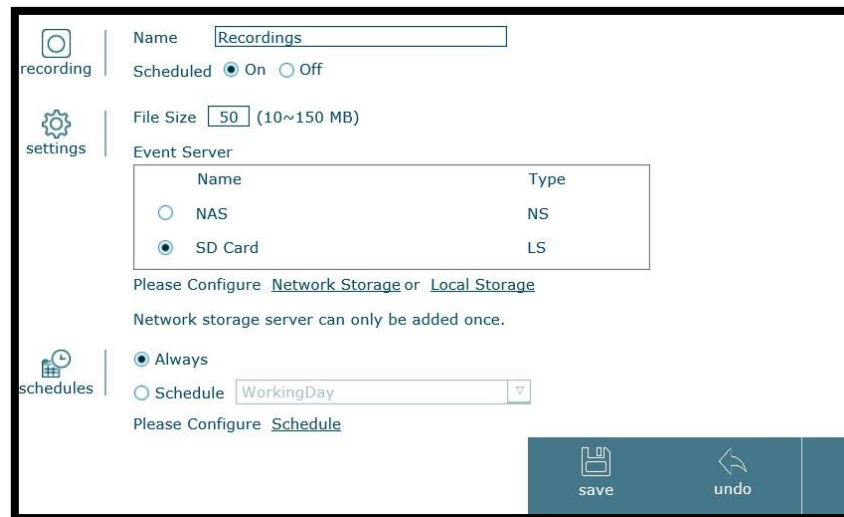 Name Recordings
recording
Scheduled On Off
File Size 50 (10~150 MB)
settings
Event Server
Name Type
NAS NS
SD Card LS
Please Configure Network Storage or Local Storage
Network storage server can only be added once.
Always
schedules
Schedule WorkingDay
Please Configure Schedule
save undo